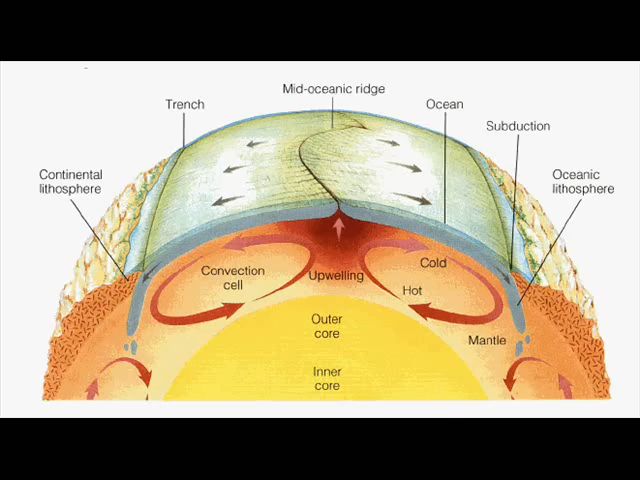 Mid-oceanic ridge
Trench
Ocean
Subduction
Continental
lithosphere
Oceanic
lithosphere
Convection
cell
Upwelling
Cold
Hot
Outer
core
Mantle
Inner
core